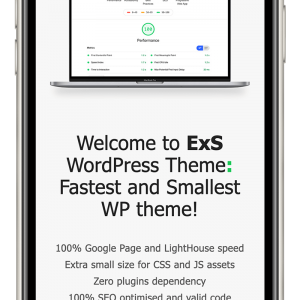 100
Performance
Welcome to ExS
WordPress Theme:
Fastest and Smallest
WP theme!
100% Google Page and LightHouse speed
Extra small size for CSS and JS assets
Zero plugins dependency
100% SEO optimised and valid code